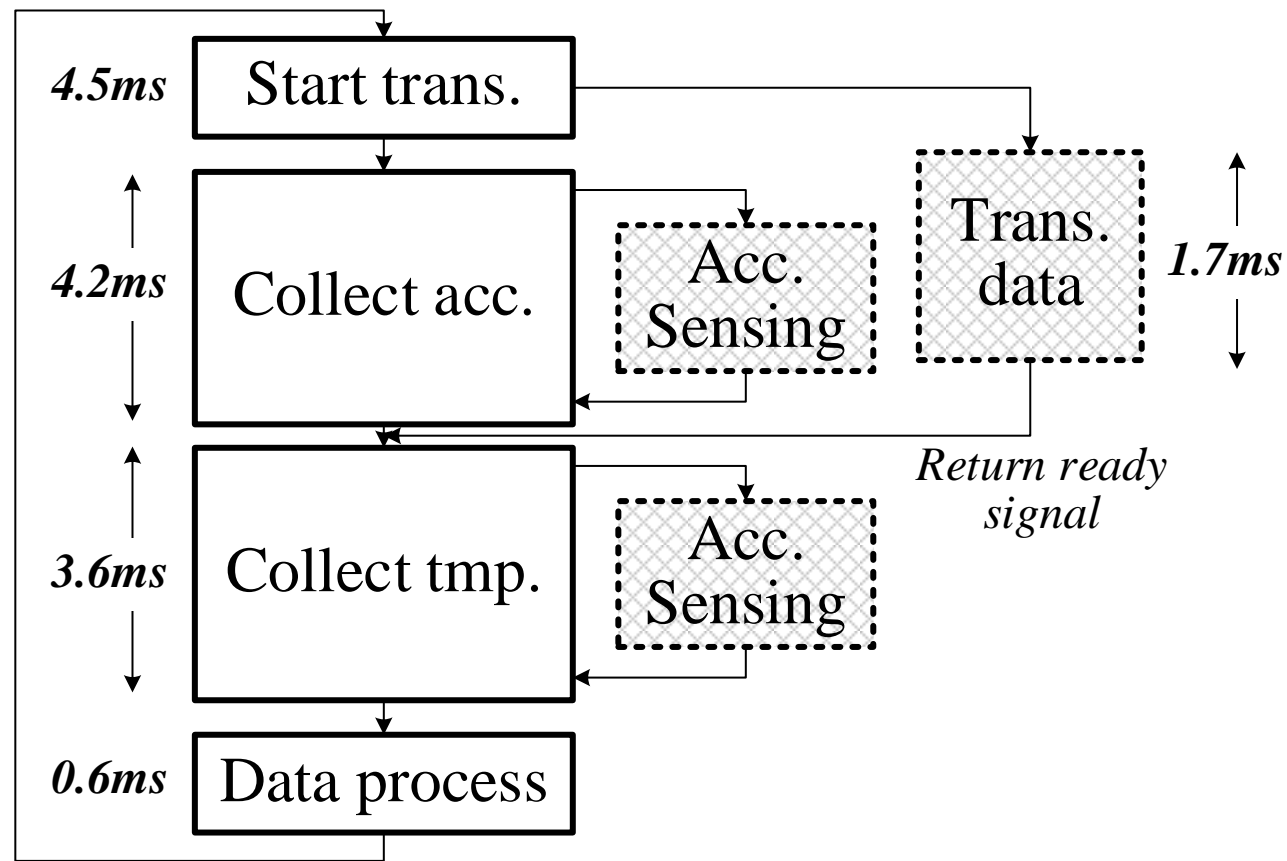 4.5ms
Start trans.
4.2ms
Collect acc.
Acc.
Sensing
Trans.
data
1.7ms
Return ready
signal
3.6ms
Collect tmp.
Acc.
Sensing
0.6ms
Data process